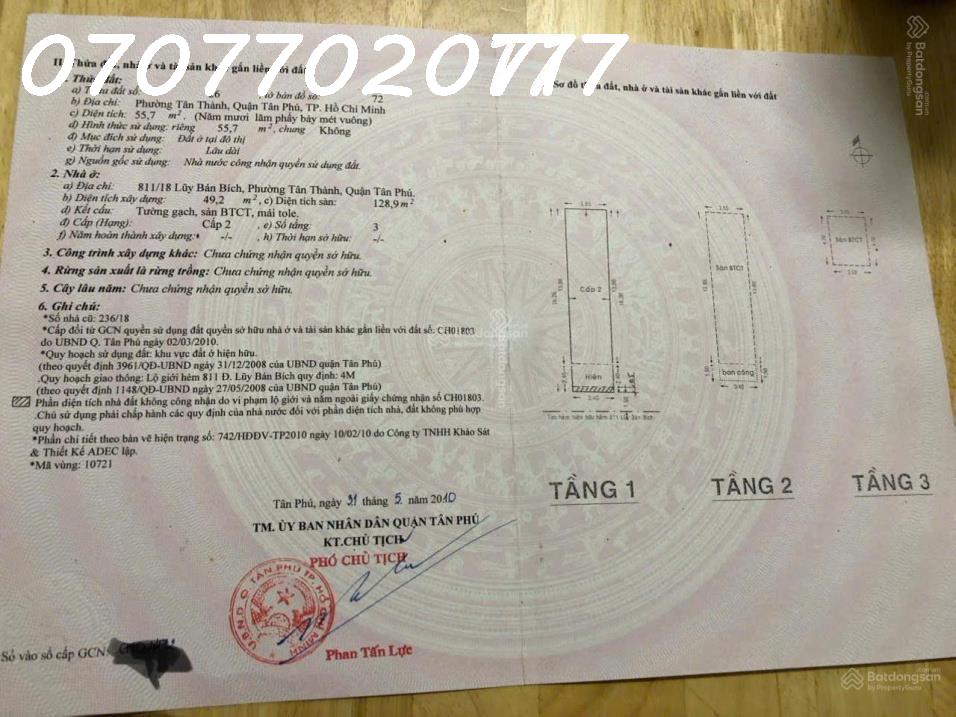 0707702077
II. Thửa đất, nhà ở và tài sản khác gắn liền với đất
1. Thửa đất:
a) Thửa đất số: 26 Tờ bản đồ số: 72
b) Địa chỉ: Phường Tân Thành, Quận Tân Phú, TP. Hồ Chí Minh
c) Diện tích: 55,7 m², (Năm mươi lăm phẩy bảy mét vuông)
d) Hình thức sử dụng: riêng 55,7 m², chung Không
đ) Mục đích sử dụng: Đất ở tại đô thị
e) Thời hạn sử dụng: Lâu dài
g) Nguồn gốc sử dụng: Nhà nước công nhận quyền sử dụng đất.
2. Nhà ở:
a) Địa chỉ: 811/18 Lũy Bán Bích, Phường Tân Thành, Quận Tân Phú.
b) Diện tích xây dựng: 49,2 m², c) Diện tích sàn: 128,9 m²
d) Kết cấu: Tường gạch, sàn BTCT, mái tole.
đ) Cấp (Hạng): Cấp 2 e) Số tầng: 3
f) Năm hoàn thành xây dựng: -/- h) Thời hạn sở hữu: -/-
3. Công trình xây dựng khác: Chưa chứng nhận quyền sở hữu.
4. Rừng sản xuất là rừng trồng: Chưa chứng nhận quyền sở hữu.
5. Cây lâu năm: Chưa chứng nhận quyền sở hữu.
6. Ghi chú:
*Số nhà cũ: 236/18
*Cấp đổi từ GCN quyền sử dụng đất quyền sở hữu nhà ở và tài sản khác gắn liền với đất số: CH01803
do UBND Q. Tân Phú ngày 02/03/2010.
*Quy hoạch sử dụng đất: khu vực đất ở hiện hữu.
(theo quyết định 3961/QĐ-UBND ngày 31/12/2008 của UBND quận Tân Phú)
.Quy hoạch giao thông: Lộ giới hẻm 811 Đ. Lũy Bán Bích quy định: 4M
(theo quyết định 1148/QĐ-UBND ngày 27/05/2008 của UBND quận Tân Phú)
Phần diện tích nhà đất không công nhận do vi phạm lộ giới và nằm ngoài giấy chứng nhận số CH01803.
.Chủ sử dụng phải chấp hành các quy định của nhà nước đối với phần diện tích nhà, đất không phù hợp
quy hoạch.
*Phần chi tiết theo bản vẽ hiện trạng số: 742/HĐĐV-TP2010 ngày 10/02/10 do Công ty TNHH Khảo Sát
& Thiết Kế ADEC lập.
*Mã vùng: 10721
Tân Phú, ngày 31 tháng 5 năm 2010
TM. ỦY BAN NHÂN DÂN QUẬN TÂN PHÚ
KT.CHỦ TỊCH
PHÓ CHỦ TỊCH
U.B.N.D Q.TÂN PHÚ TP.HỒ CHÍ MINH
Phan Tấn Lực
Số vào sổ cấp GCN:
Sơ đồ thửa đất, nhà ở và tài sản khác gắn liền với đất
Cấp 2
Hiên
TẦNG 1
Sàn BTCT
ban công
TẦNG 2
Sàn BTCT
TẦNG 3
Batdongsan
by PropertyGuru
Batdongsan
Batdongsan.com.vn
by PropertyGuru